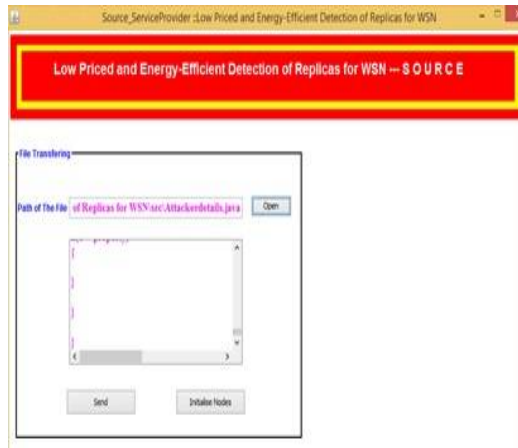 Source_ServiceProvider :Low Priced and Energy-Efficient Detection of Replicas for WSN
Low Priced and Energy-Efficient Detection of Replicas for WSN --- S O U R C E
File Transfering
Path of The File of Replicas for WSN\src\Attackerdetails.java Open
{
}
}
}
Send Initialise Nodes